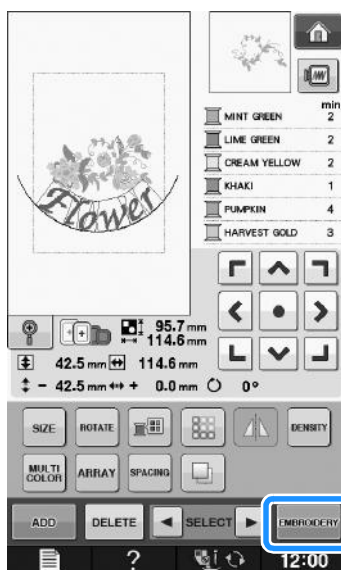 min
MINT GREEN 2
LIME GREEN 2
CREAM YELLOW 2
KHAKI 1
PUMPKIN 4
HARVEST GOLD 3
Flower
95.7 mm
114.6 mm
42.5 mm 114.6 mm
- 42.5 mm + 0.0 mm 0°
SIZE ROTATE DENSITY
MULTI COLOR ARRAY SPACING
ADD DELETE SELECT EMBROIDERY
? 12:00